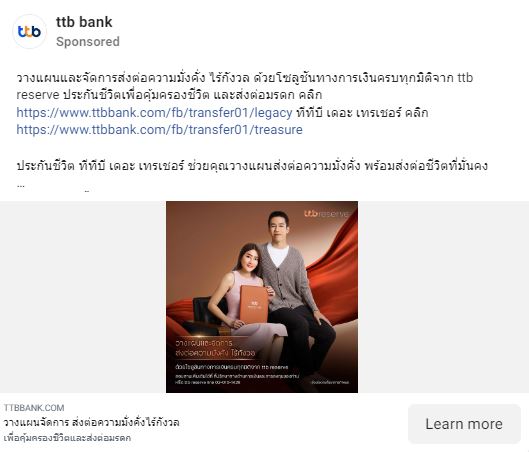 ttb bank
Sponsored
วางแผนและจัดการส่งต่อความมั่งคั่ง ไร้กังวล ด้วยโซลูชันทางการเงินครบทุกมิติจาก ttb
reserve ประกันชีวิตเพื่อคุ้มครองชีวิต และส่งต่อมรดก คลิก
https://www.ttbbank.com/fb/transfer01/legacy ทีทีบี เดอะ เทรเชอร์ คลิก
https://www.ttbbank.com/fb/transfer01/treasure
ประกันชีวิต ทีทีบี เดอะ เทรเชอร์ ช่วยคุณวางแผนส่งต่อความมั่งคั่ง พร้อมส่งต่อชีวิตที่มั่นคง
...
ttb reserve
ttb
วางแผนและจัดการ
ส่งต่อความมั่งคั่ง ไร้กังวล
ด้วยโซลูชันทางการเงินครบทุกมิติจาก ttb reserve
TTBBANK.COM
วางแผนจัดการ ส่งต่อความมั่งคั่งไร้กังวล
เพื่อคุ้มครองชีวิตและส่งต่อมรดก
Learn more